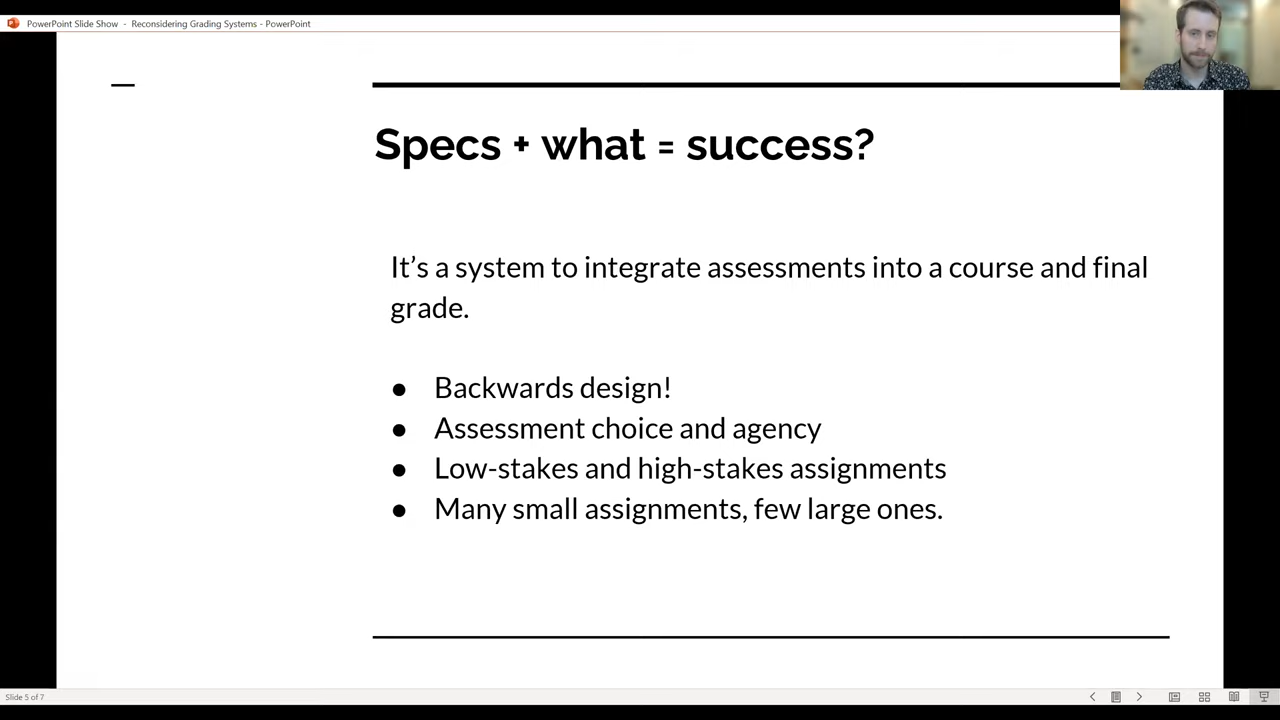 PowerPoint Slide Show - Reconsidering Grading Systems - PowerPoint
Specs + what = success?
It’s a system to integrate assessments into a course and final
grade.
● Backwards design!
● Assessment choice and agency
● Low-stakes and high-stakes assignments
● Many small assignments, few large ones.
Slide 5 of 7